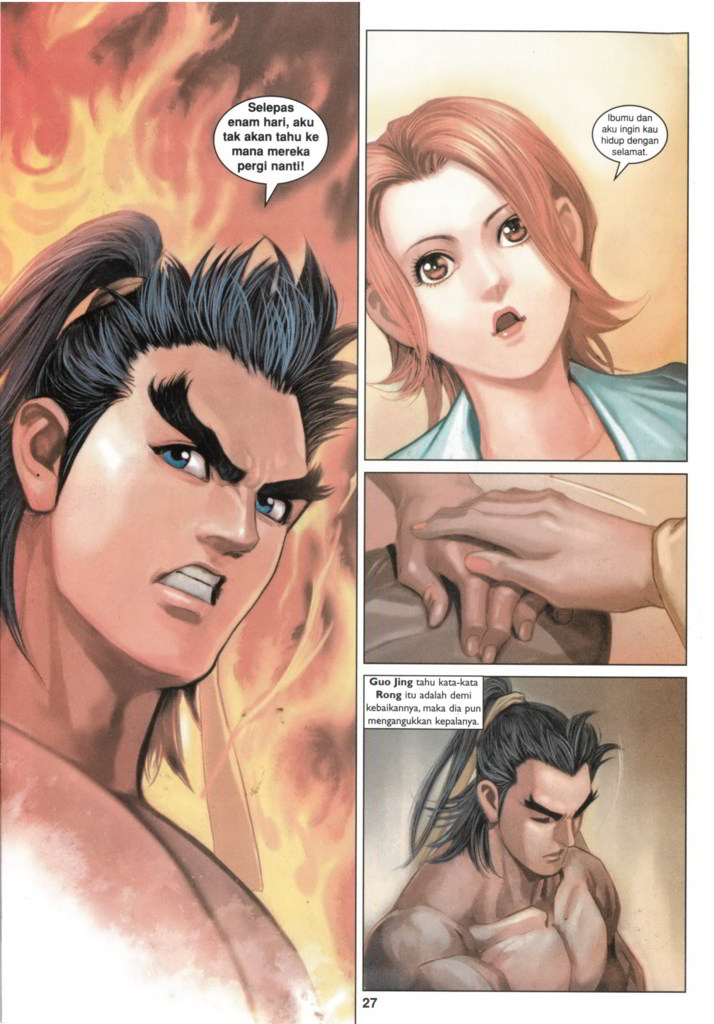 Selepas
enam hari, aku
tak akan tahu ke
mana mereka
pergi nanti!
Ibumu dan
aku ingin kau
hidup dengan
selamat.
Guo Jing tahu kata-kata
Rong itu adalah demi
kebaikannya, maka dia pun
mengangukkan kepalanya.
27